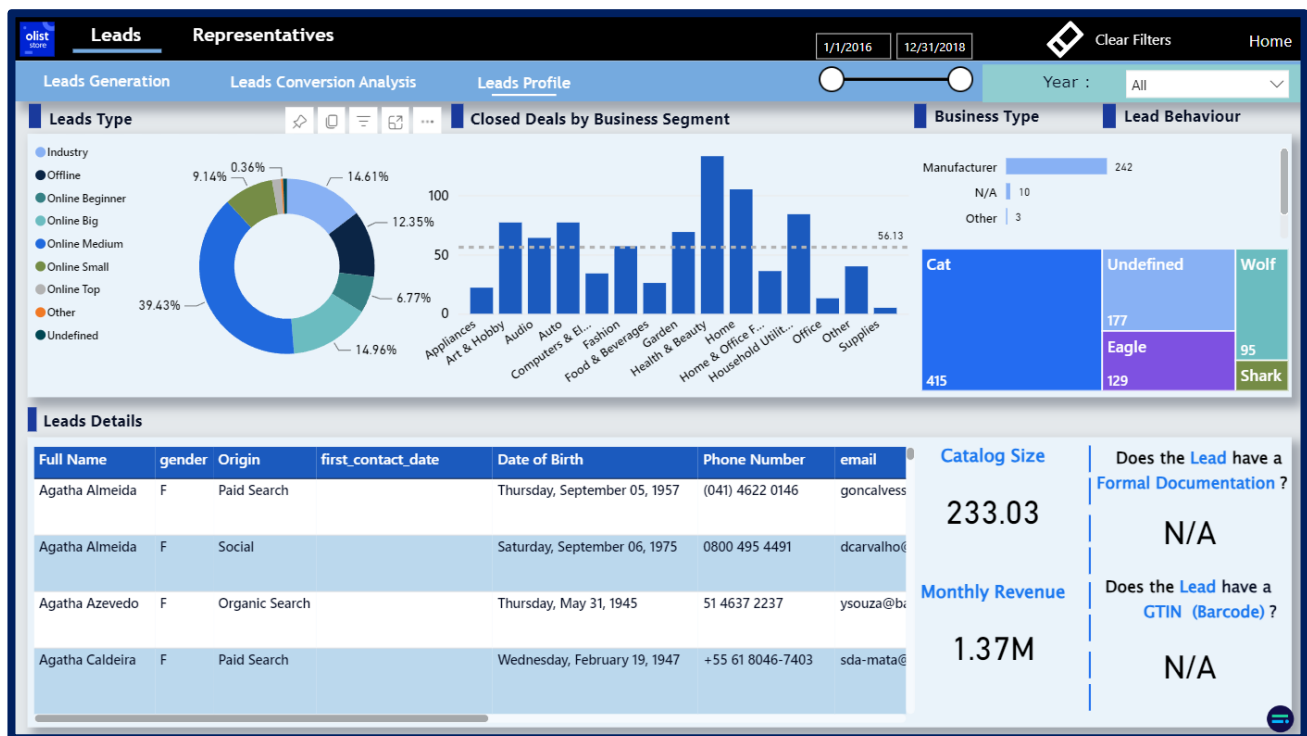 olist
store
Leads
Representatives
1/1/2016
12/31/2018
Clear Filters
Home
Leads Generation
Leads Conversion Analysis
Leads Profile
Year :
All
Leads Type
Industry
Offline
Online Beginner
Online Big
Online Medium
Online Small
Online Top
Other
Undefined
0.36%
9.14%
14.61%
12.35%
6.77%
14.96%
39.43%
Closed Deals by Business Segment
100
50
0
56.13
Appliances
Art & Hobby
Audio
Auto
Computers & El...
Fashion
Food & Beverages
Garden
Health & Beauty
Home
Home & Office F...
Household Utilit...
Office
Other
Supplies
Business Type
Lead Behaviour
Manufacturer 242
N/A 10
Other 3
Cat
415
Undefined
177
Eagle
129
Wolf
95
Shark
Leads Details
Full Name gender Origin first_contact_date Date of Birth Phone Number email
Agatha Almeida F Paid Search Thursday, September 05, 1957 (041) 4622 0146 goncalvess
Agatha Almeida F Social Saturday, September 06, 1975 0800 495 4491 dcarvalho@
Agatha Azevedo F Organic Search Thursday, May 31, 1945 51 4637 2237 ysouza@ba
Agatha Caldeira F Paid Search Wednesday, February 19, 1947 +55 61 8046-7403 sda-mata@
Catalog Size
233.03
Monthly Revenue
1.37M
Does the Lead have a
Formal Documentation ?
N/A
Does the Lead have a
GTIN (Barcode) ?
N/A